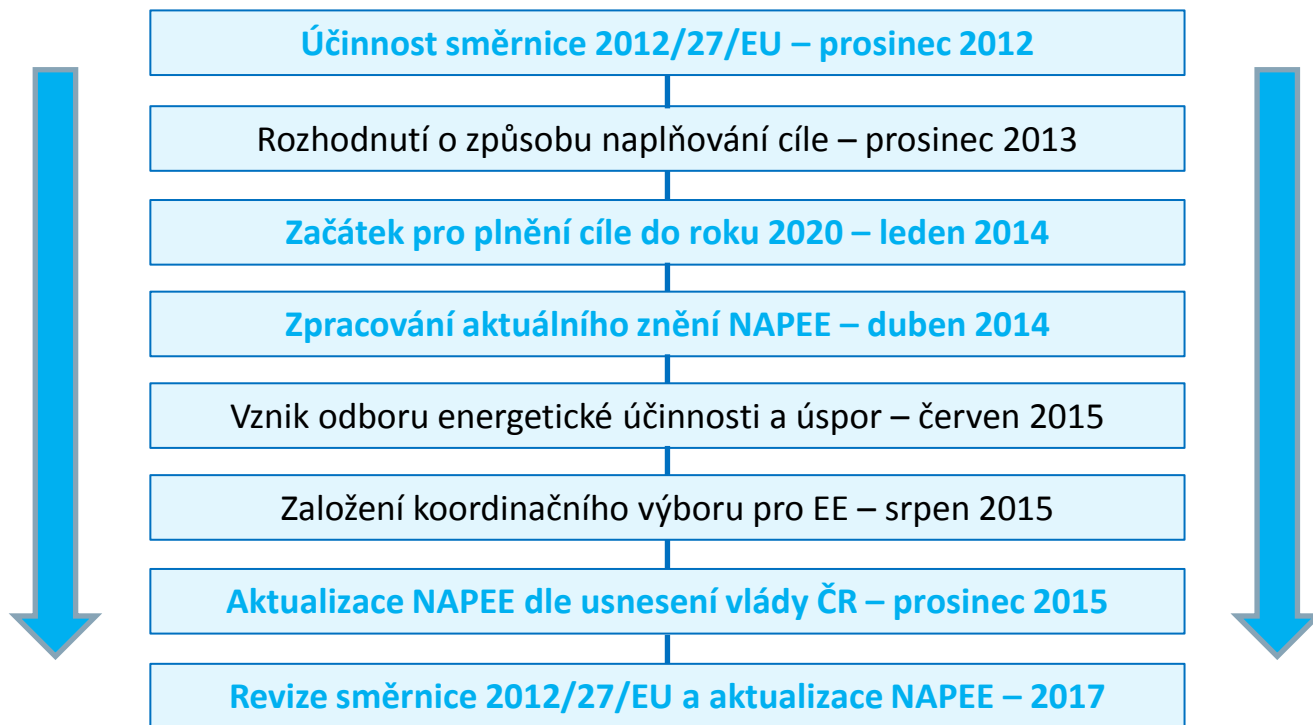 Účinnost směrnice 2012/27/EU – prosinec 2012
Rozhodnutí o způsobu naplňování cíle – prosinec 2013
Začátek pro plnění cíle do roku 2020 – leden 2014
Zpracování aktuálního znění NAPEE – duben 2014
Vznik odboru energetické účinnosti a úspor – červen 2015
Založení koordinačního výboru pro EE – srpen 2015
Aktualizace NAPEE dle usnesení vlády ČR – prosinec 2015
Revize směrnice 2012/27/EU a aktualizace NAPEE – 2017